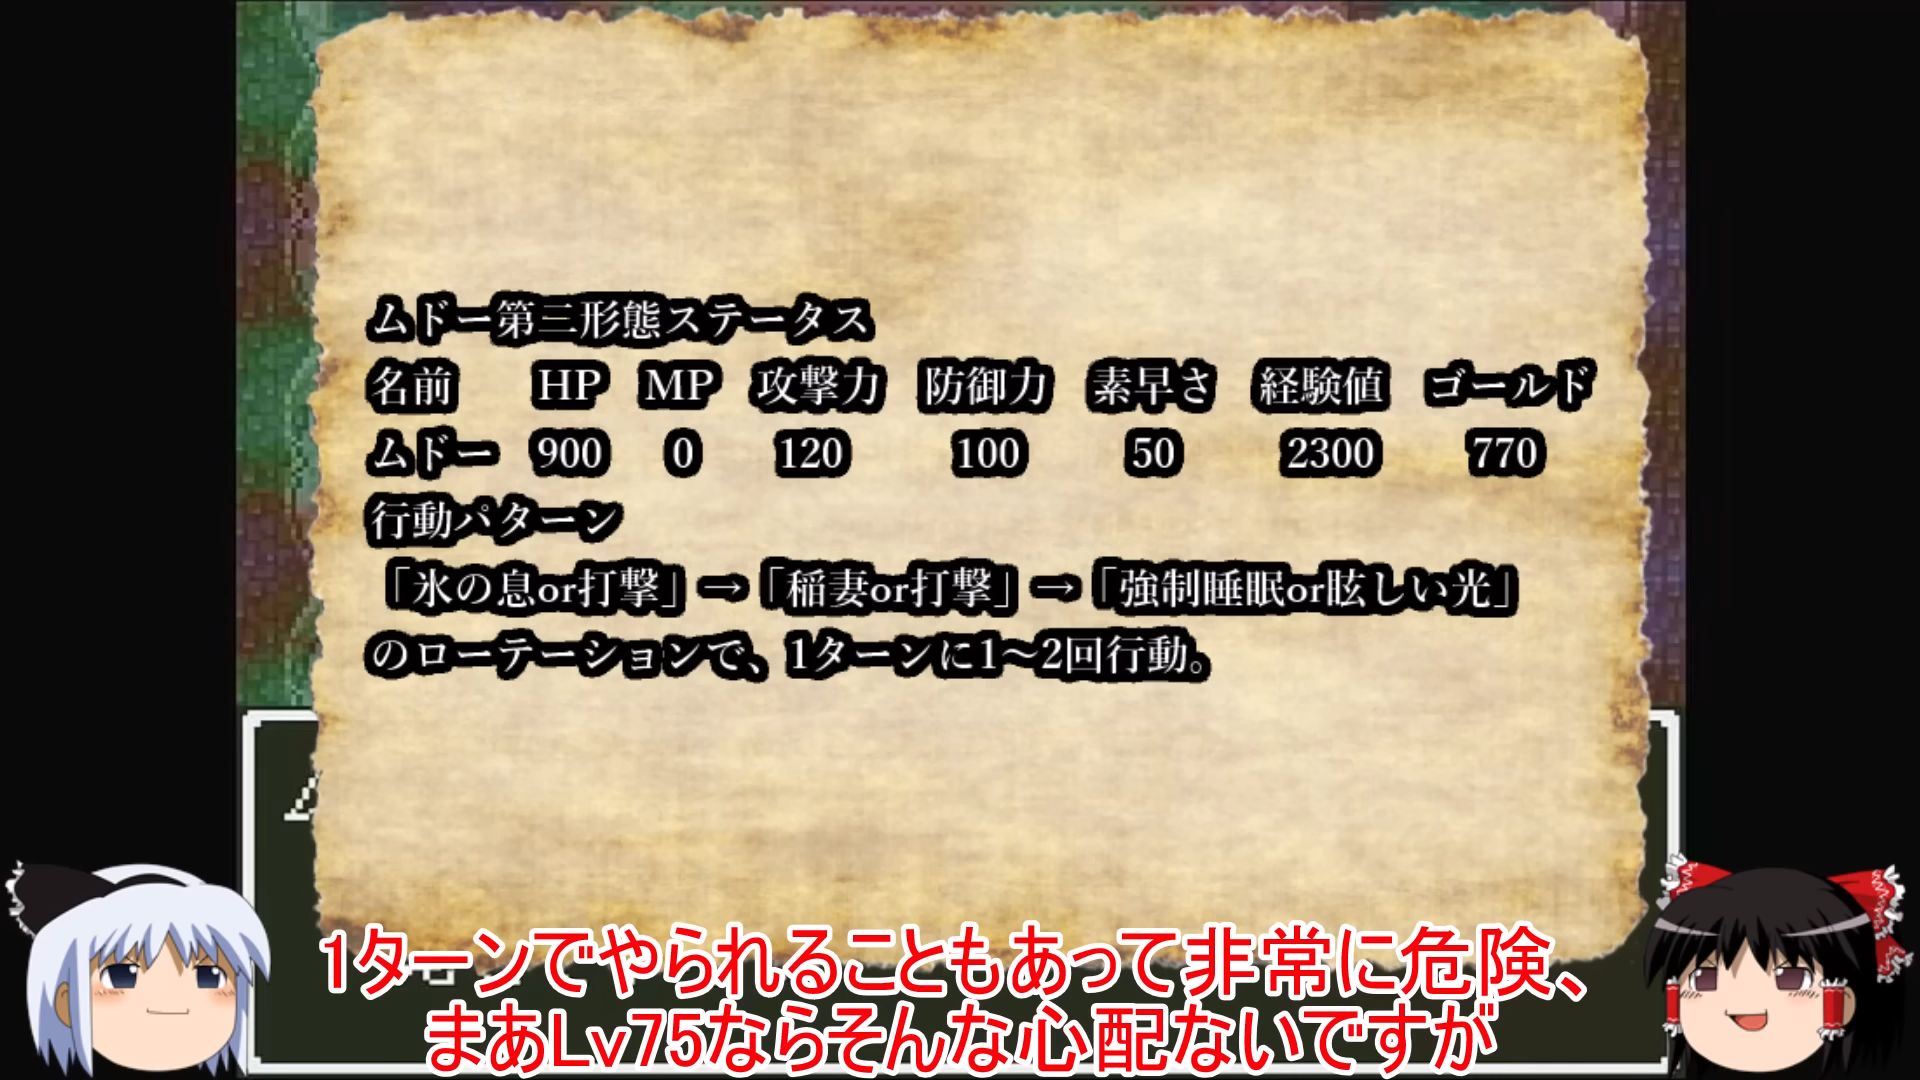 ムドー第二形態ステータス
名前 HP MP 攻撃力 防御力 素早さ 経験値 ゴールド
ムドー 900 0 120 100 50 2300 770
行動パターン
「氷の息or打撃」→「稲妻or打撃」→「強制睡眠or眩しい光」
のローテーションで、1ターンに1～2回行動。
1ターンでやられることもあって非常に危険、
まあLv75ならそんな心配ないですが